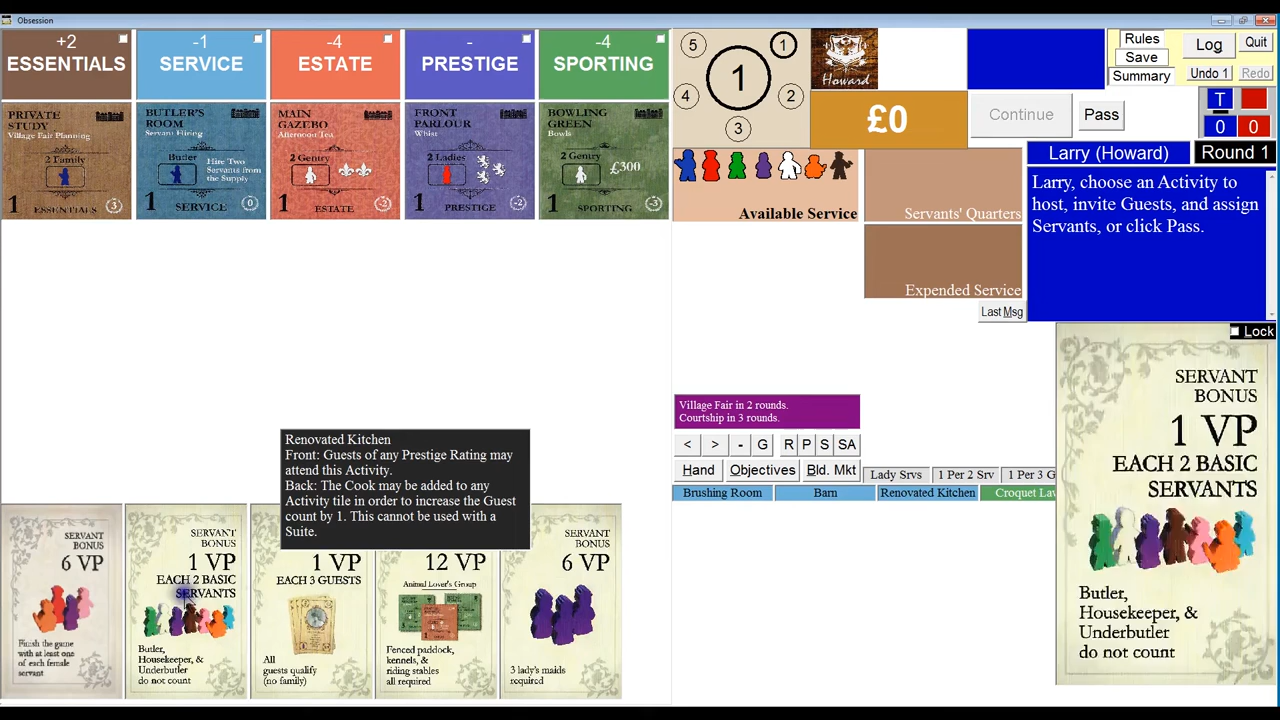 Obsession
+2
ESSENTIALS
-1
SERVICE
-4
ESTATE
-
PRESTIGE
-4
SPORTING
PRIVATE
STUDY
Village Fair Planning
2 Family
1 ESSENTIALS 3
BUTLER'S
ROOM
Servant Hiring
Butler
Hire Two
Servants from
the Supply
1 SERVICE 0
MAIN
GAZEBO
Afternoon Tea
2 Gentry
1 ESTATE
FRONT
PARLOUR
Whist
2 Ladies
1 PRESTIGE -2
BOWLING
GREEN
Bowls
2 Gentry
£300
1 SPORTING
5
1
1
4
2
3
Howard
£0
Continue
Pass
Rules
Save
Summary
Log
Quit
Undo 1
Redo
T
0
0
Larry (Howard)
Round 1
Larry, choose an Activity to
host, invite Guests, and assign
Servants, or click Pass.
Available Service
Servants' Quarters
Expended Service
Last Msg
Village Fair in 2 rounds.
Courtship in 3 rounds.
<
>
-
G
R
P
S
SA
Hand
Objectives
Bld. Mkt
Lady Srvs
1 Per 2 Srv
1 Per 3 G
Brushing Room
Barn
Renovated Kitchen
Croquet Law
Renovated Kitchen
Front: Guests of any Prestige Rating may
attend this Activity.
Back: The Cook may be added to any
Activity tile in order to increase the Guest
count by 1. This cannot be used with a
Suite.
SERVANT
BONUS
6 VP
Finish the game
with at least one
of each female
servant
SERVANT
BONUS
1 VP
EACH 2 BASIC
SERVANTS
Butler,
Housekeeper, &
Underbutler
do not count
1 VP
EACH 3 GUESTS
All
guests qualify
(no family)
12 VP
Animal Lover's Group
Fenced paddock,
kennels, &
riding stables
all required
SERVANT
BONUS
6 VP
3 lady's maids
required
Lock
SERVANT
BONUS
1 VP
EACH 2 BASIC
SERVANTS
Butler,
Housekeeper, &
Underbutler
do not count